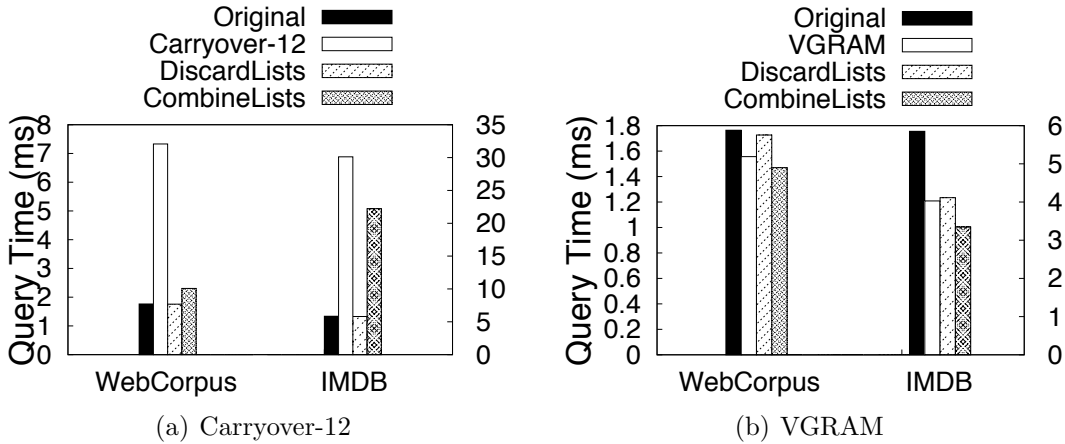 Original
Carryover-12
DiscardLists
CombineLists
Query Time (ms)
8
7
6
5
4
3
2
1
0
35
30
25
20
15
10
5
0
WebCorpus IMDB
(a) Carryover-12
Original
VGRAM
DiscardLists
CombineLists
Query Time (ms)
1.8
1.6
1.4
1.2
1
0.8
0.6
0.4
0.2
0
6
5
4
3
2
1
0
WebCorpus IMDB
(b) VGRAM